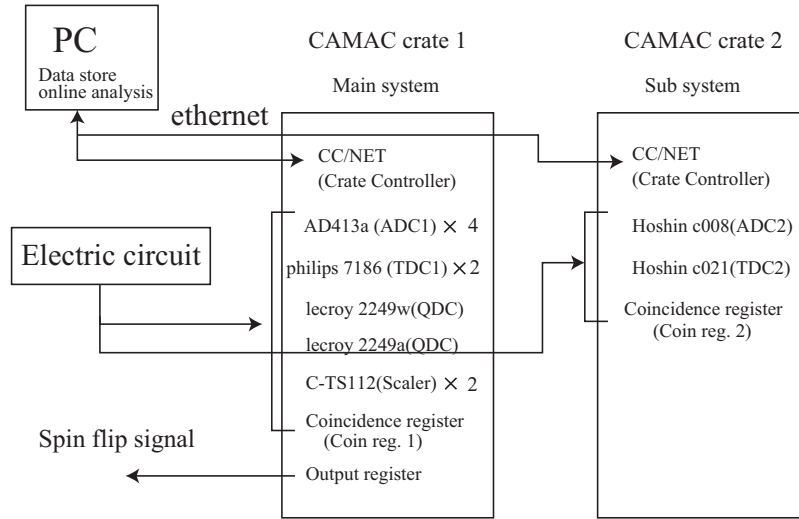 PC
Data store
online analysis
ethernet
Electric circuit
Spin flip signal
CAMAC crate 1
Main system
CC/NET
(Crate Controller)
AD413a (ADC1) × 4
philips 7186 (TDC1) × 2
lecroy 2249w(QDC)
lecroy 2249a(QDC)
C-TS112(Scaler) × 2
Coincidence register
(Coin reg. 1)
Output register
CAMAC crate 2
Sub system
CC/NET
(Crate Controller)
Hoshin c008(ADC2)
Hoshin c021(TDC2)
Coincidence register
(Coin reg. 2)